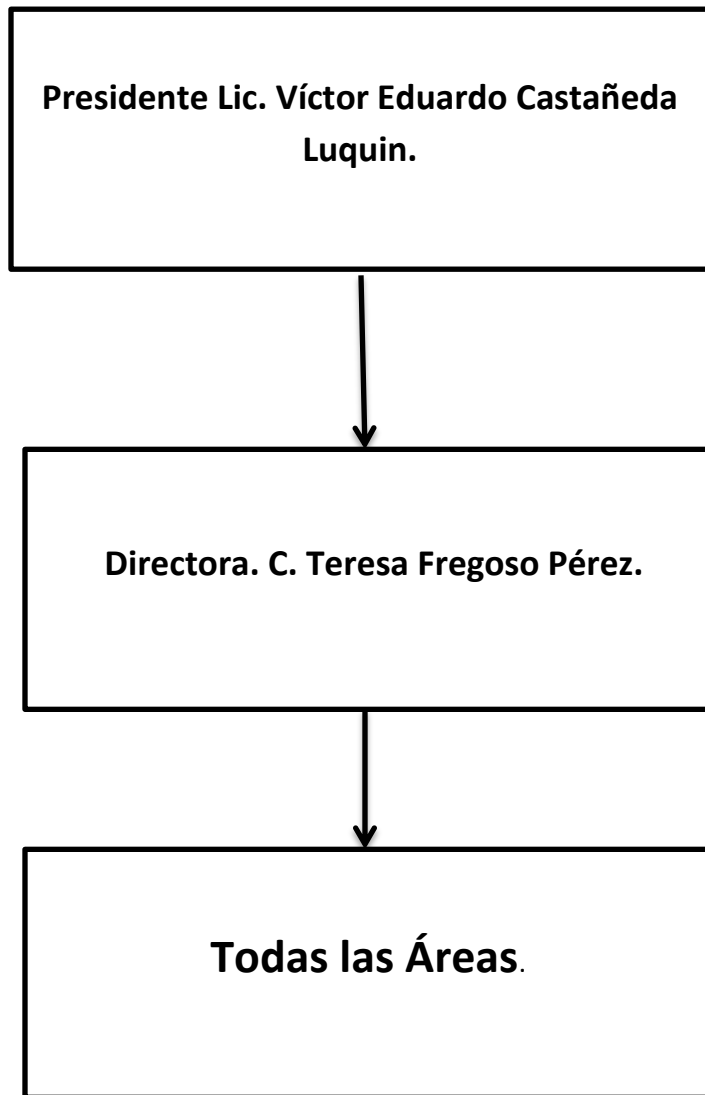 Presidente Lic. Víctor Eduardo Castañeda
Luquin.
Directora. C. Teresa Fregoso Pérez.
Todas las Áreas.